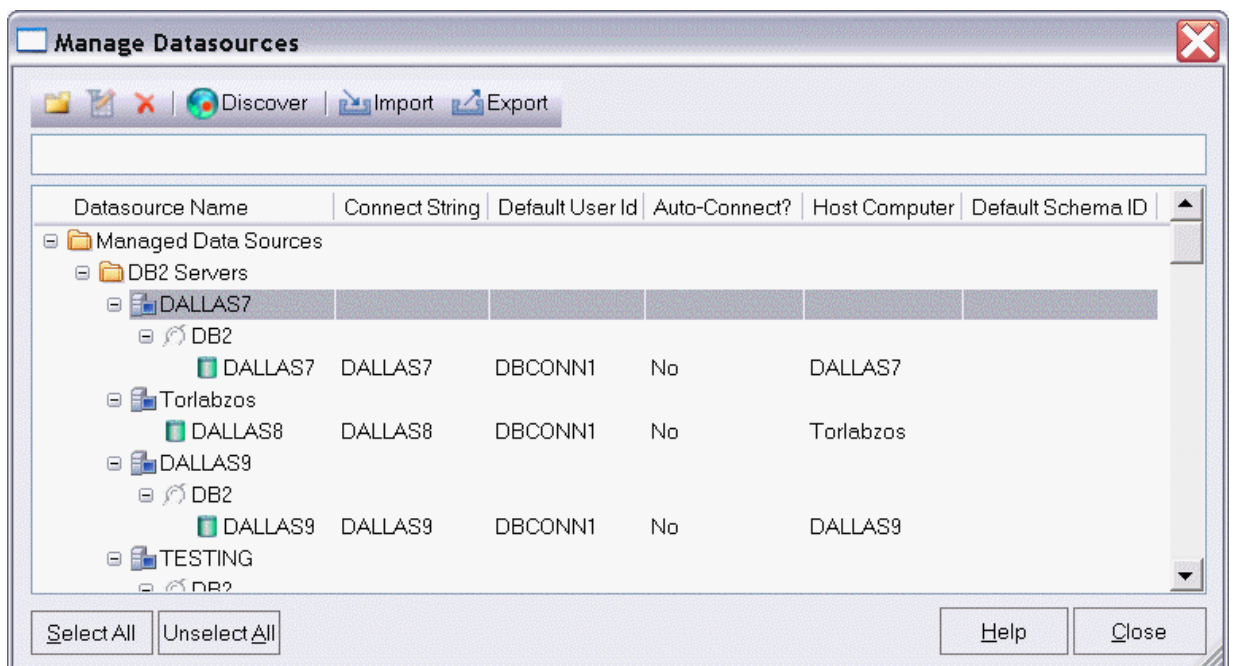 Manage Datasources
Discover Import Export
Datasource Name Connect String Default User Id Auto-Connect? Host Computer Default Schema ID
Managed Data Sources
DB2 Servers
DALLAS7
DB2
DALLAS7 DALLAS7 DBCONN1 No DALLAS7
Torlabzos
DALLAS8 DALLAS8 DBCONN1 No Torlabzos
DALLAS9
DB2
DALLAS9 DALLAS9 DBCONN1 No DALLAS9
TESTING
DB2
Select All Unselect All Help Close